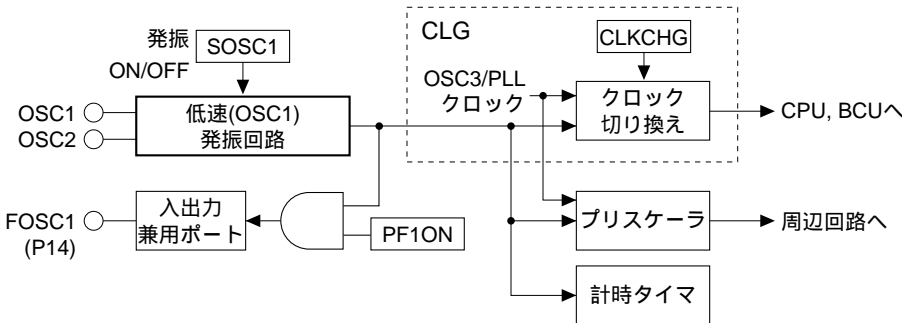 発振
ON/OFF
SOSC1
CLG
CLKCHG
OSC3/PLL
クロック
クロック
切り換え
CPU, BCUへ
OSC1
OSC2
低速(OSC1)
発振回路
FOSC1
(P14)
入出力
兼用ポート
PF1ON
プリスケーラ
周辺回路へ
計時タイマ